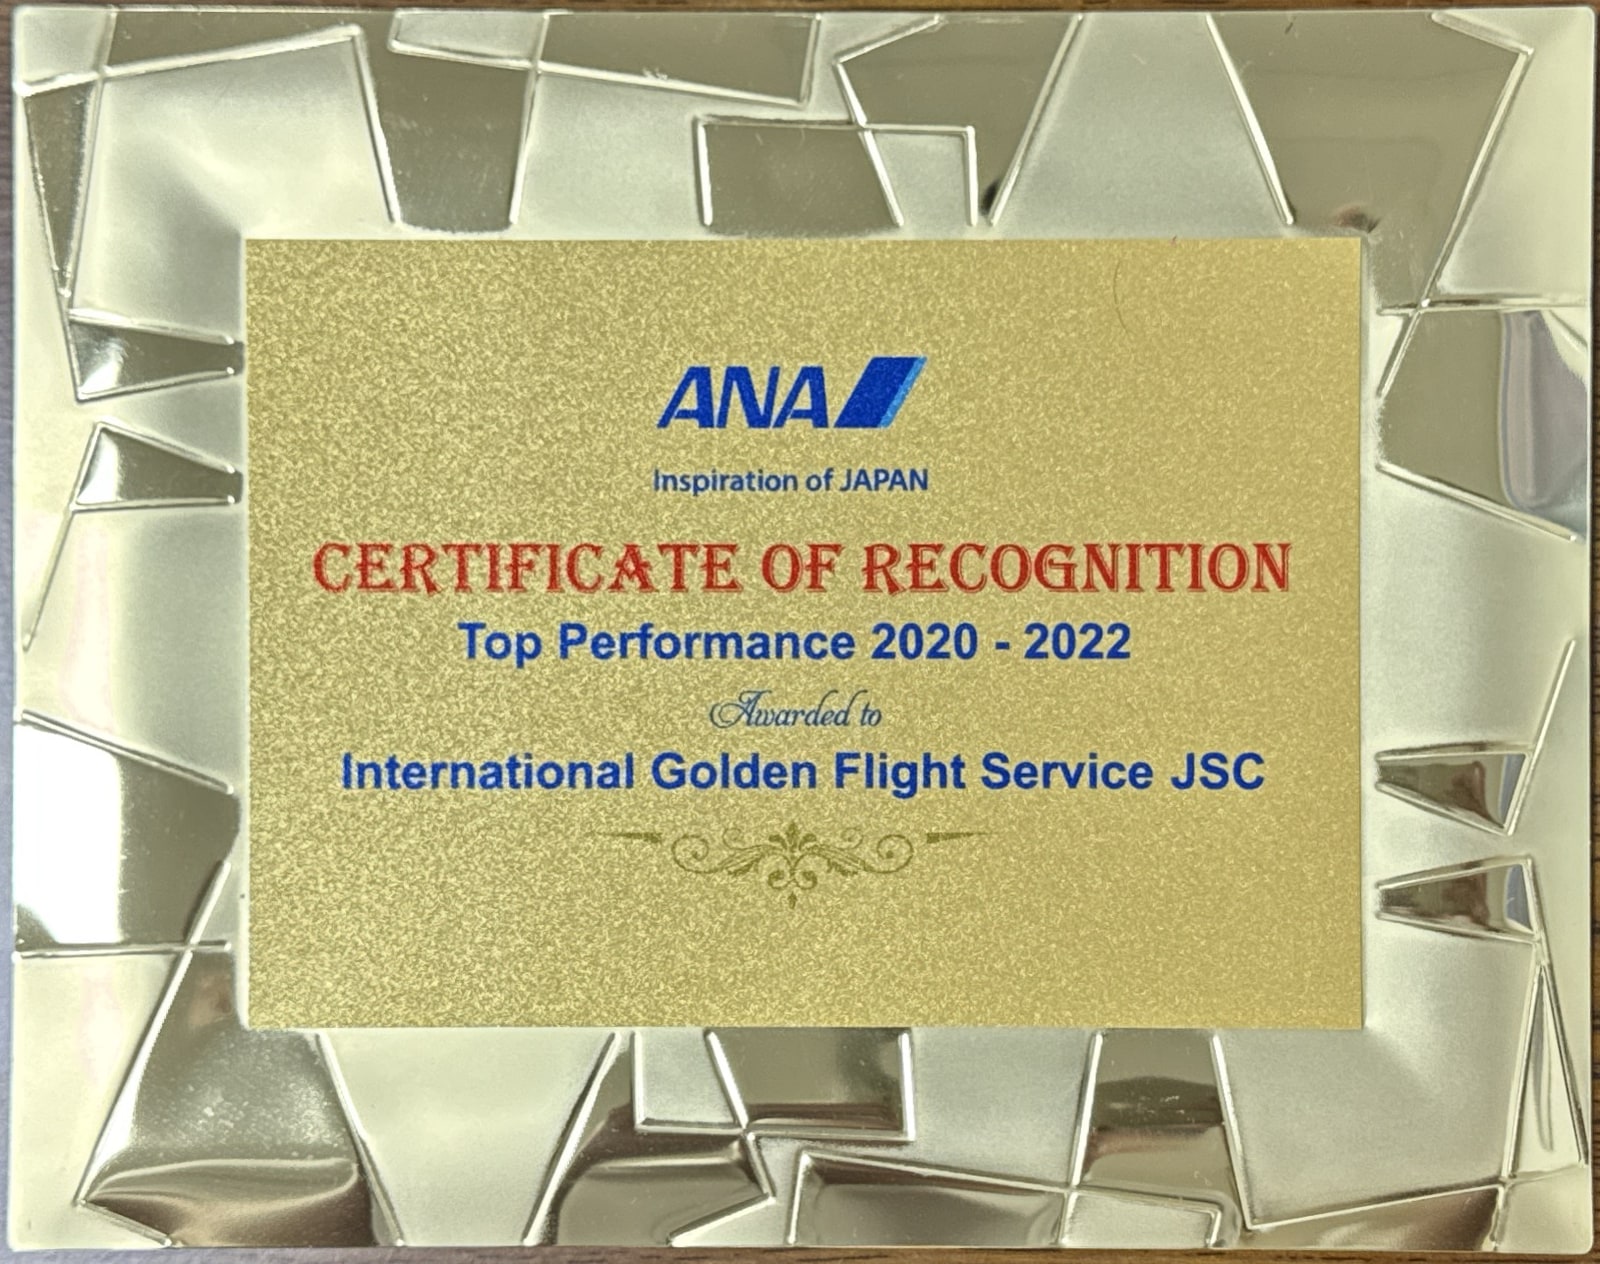 ANA
Inspiration of JAPAN
CERTIFICATE OF RECOGNITION
Top Performance 2020 - 2022
Awarded to
International Golden Flight Service JSC